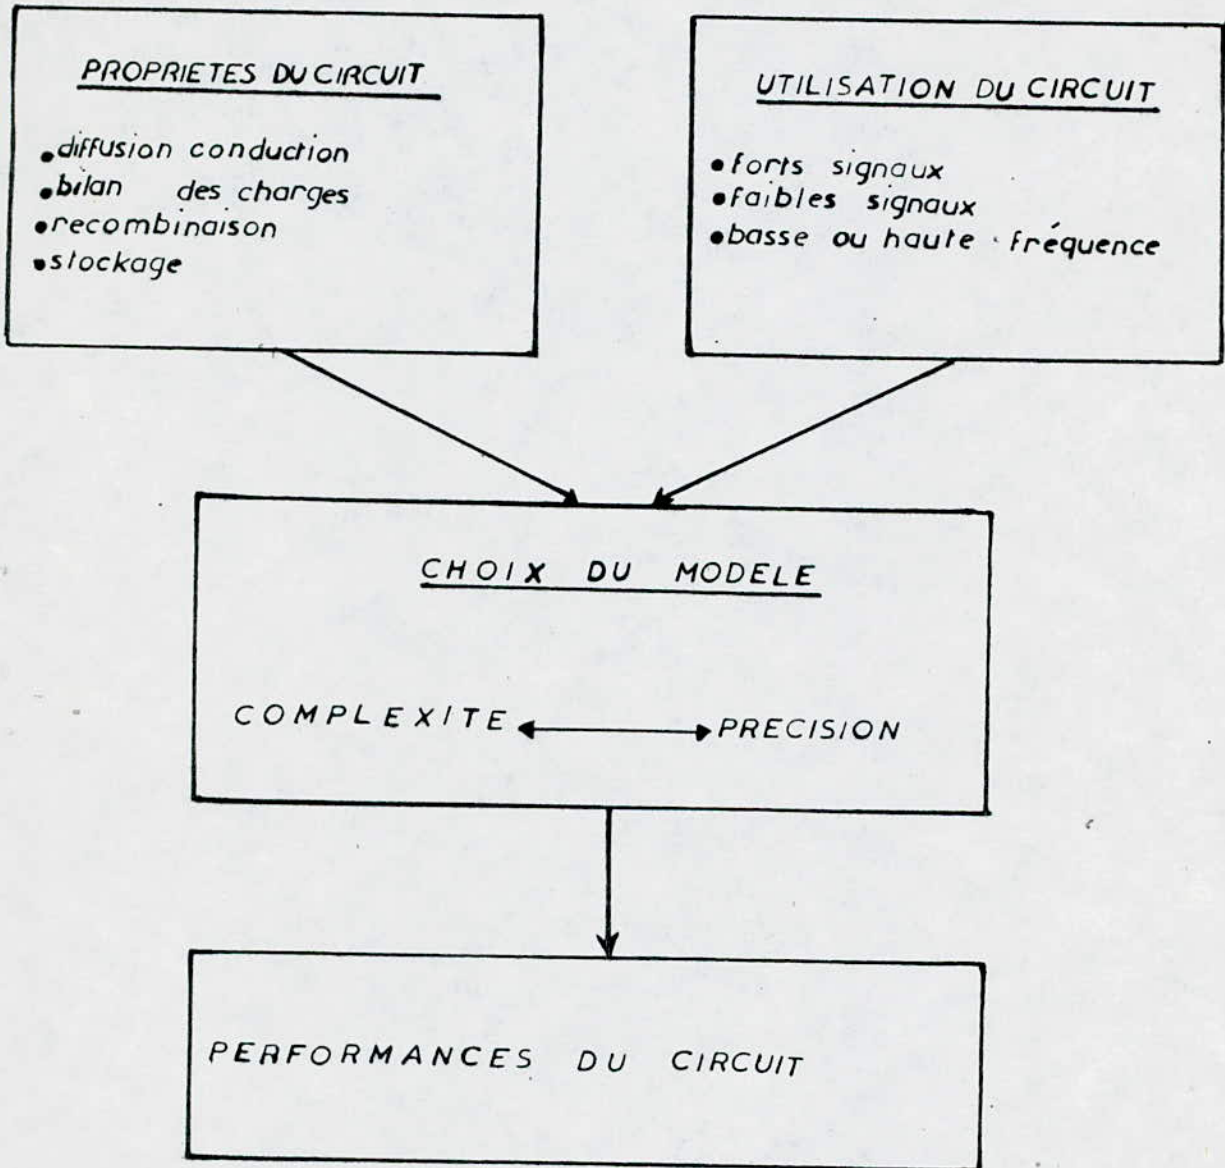 PROPRIETES DU CIRCUIT
•diffusion conduction
•bilan des charges
•recombinaison
•stockage
UTILISATION DU CIRCUIT
•forts signaux
•faibles signaux
•basse ou haute fréquence
CHOIX DU MODELE
COMPLEXITE PRECISION
PERFORMANCES DU CIRCUIT